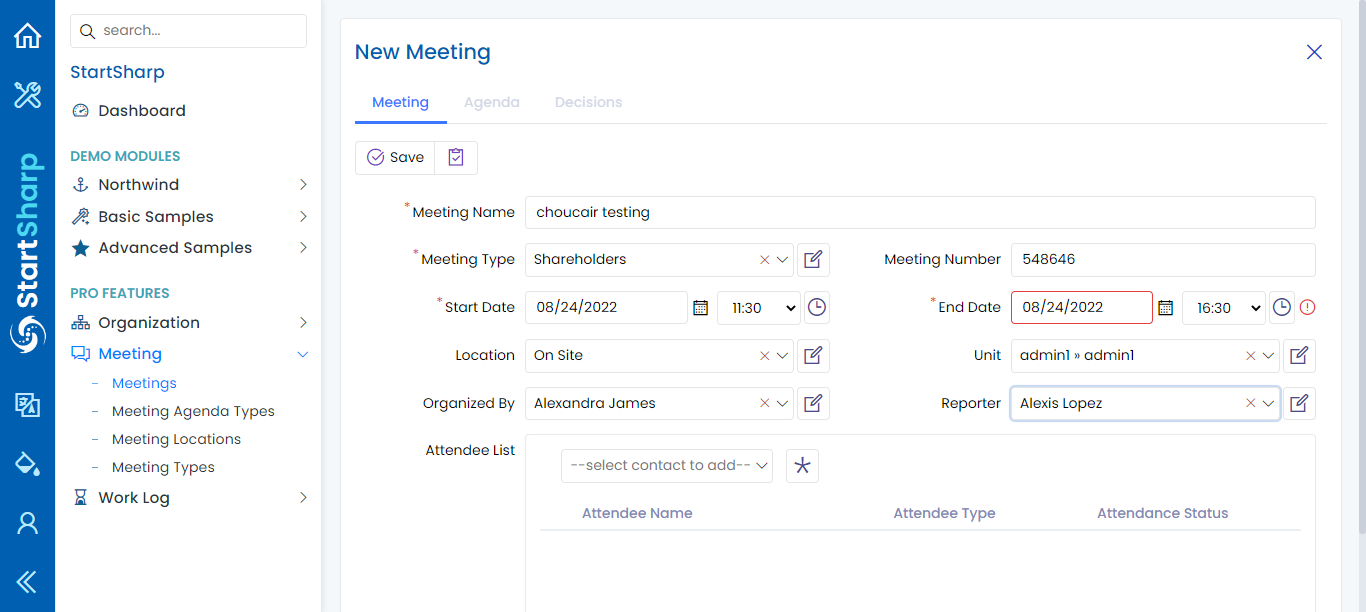 search...
StartSharp
Dashboard
DEMO MODULES
Northwind
Basic Samples
Advanced Samples
PRO FEATURES
Organization
Meeting
Meetings
Meeting Agenda Types
Meeting Locations
Meeting Types
Work Log
StartSharp
New Meeting
Meeting Agenda Decisions
Save
*Meeting Name choucair testing
*Meeting Type Shareholders Meeting Number 548646
*Start Date 08/24/2022 11:30 *End Date 08/24/2022 16:30
Location On Site Unit admin1 » admin1
Organized By Alexandra James Reporter Alexis Lopez
Attendee List --select contact to add--
Attendee Name Attendee Type Attendance Status